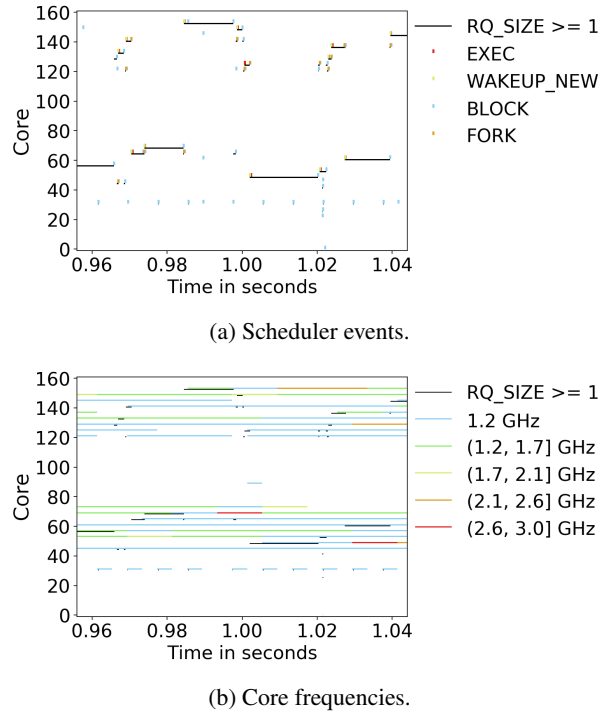 160
140
120
100
80
60
40
20
0
Core
0.96 0.98 1.00 1.02 1.04
Time in seconds
RQ_SIZE >= 1
EXEC
WAKEUP_NEW
BLOCK
FORK
(a) Scheduler events.
160
140
120
100
80
60
40
20
0
Core
0.96 0.98 1.00 1.02 1.04
Time in seconds
RQ_SIZE >= 1
1.2 GHz
(1.2, 1.7] GHz
(1.7, 2.1] GHz
(2.1, 2.6] GHz
(2.6, 3.0] GHz
(b) Core frequencies.